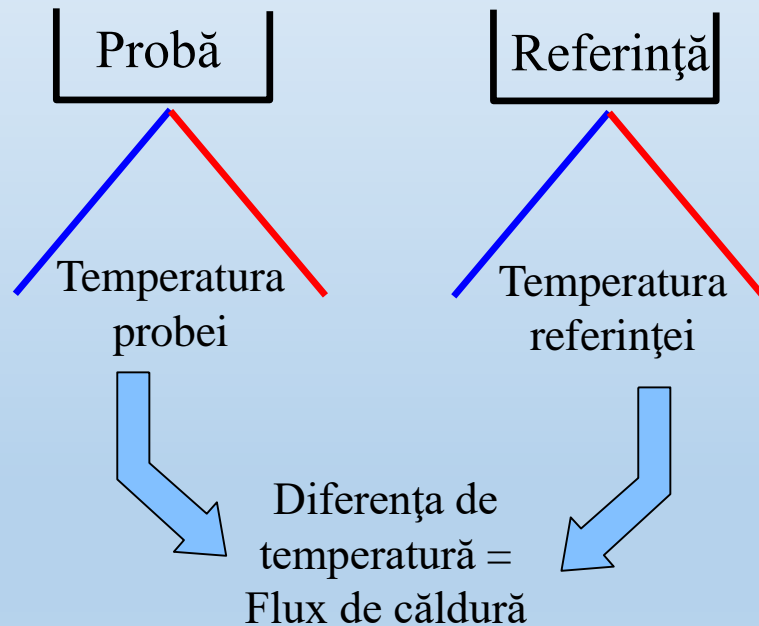 Probă
Referinţă
Temperatura
probei
Temperatura
referinţei
Diferenţa de
temperatură =
Flux de căldură